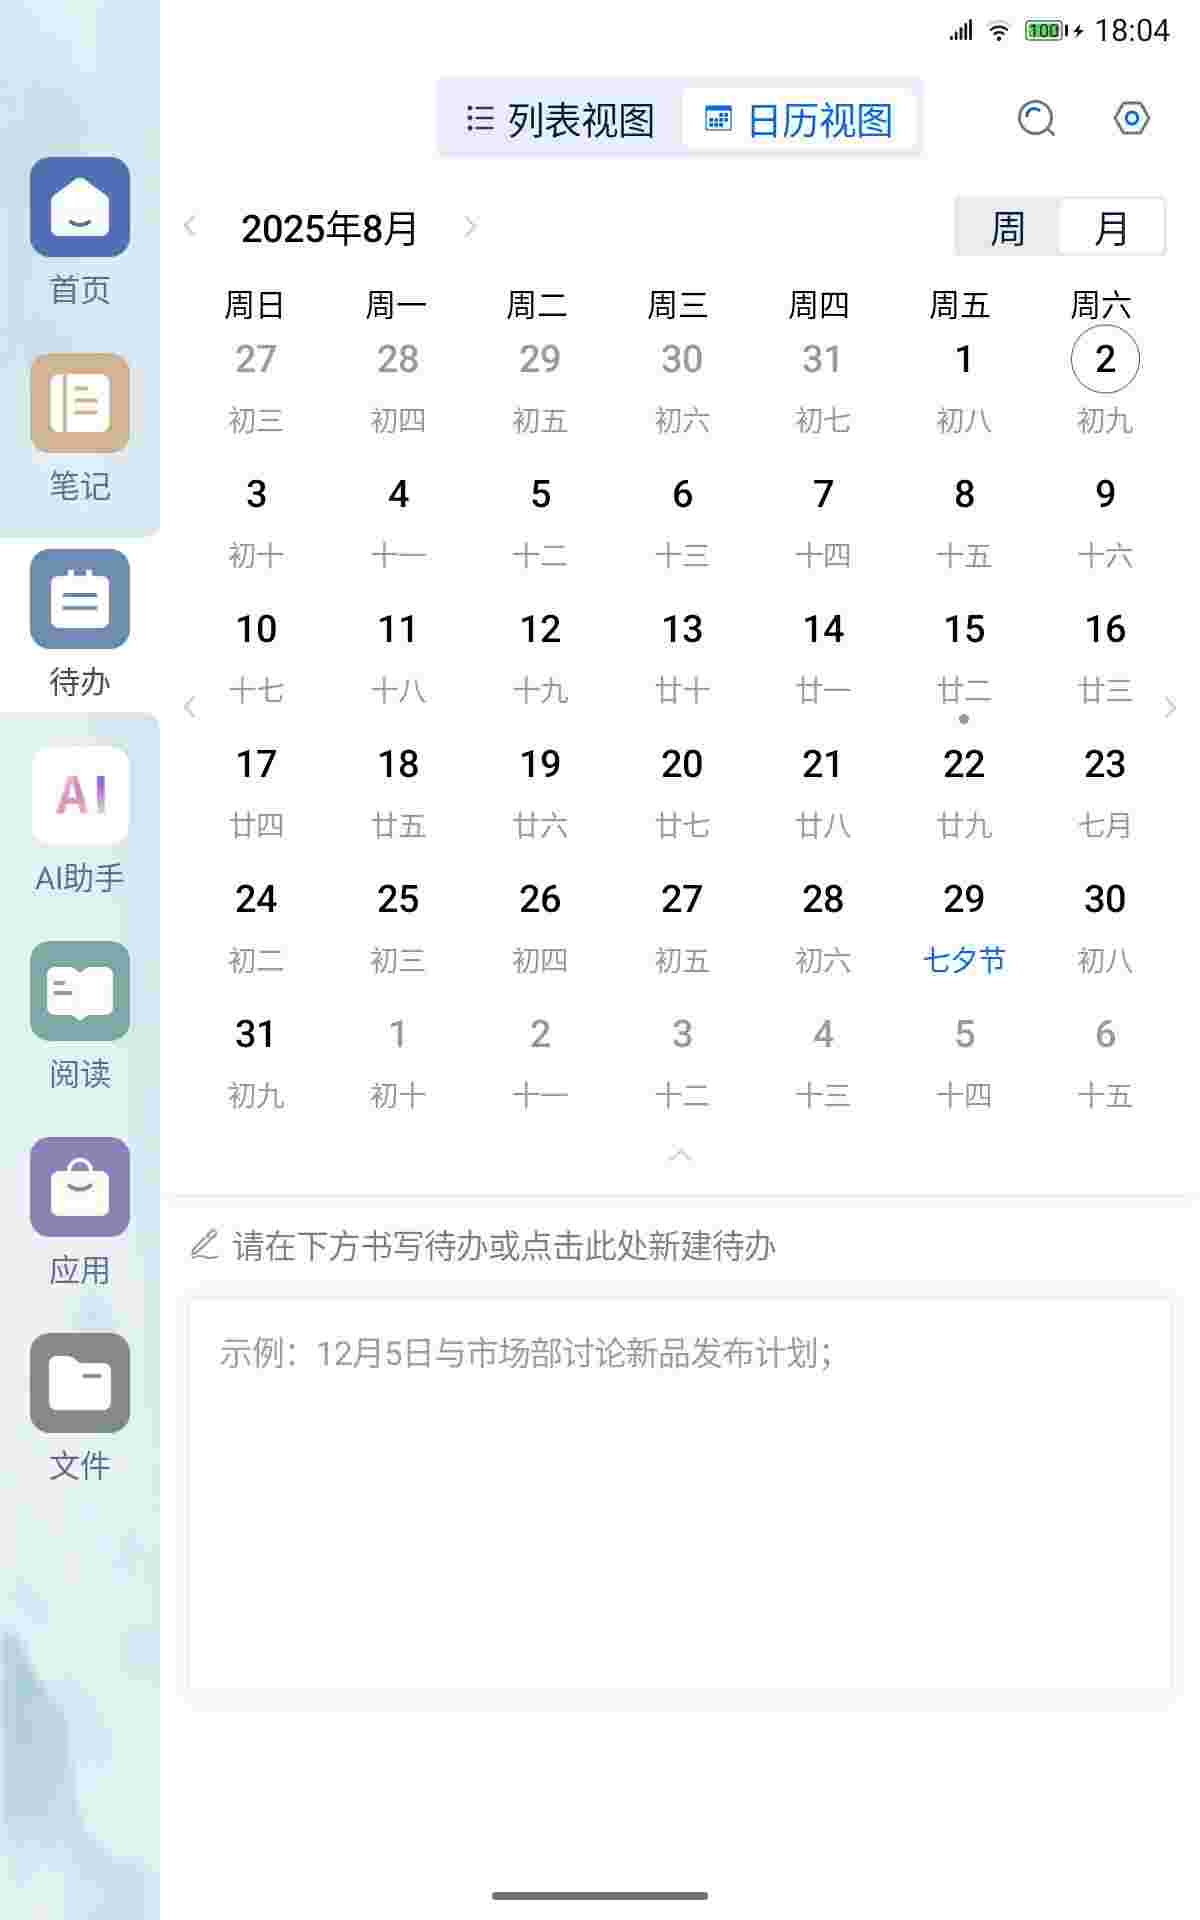 100 18:04
列表视图 日历视图
2025年8月 周 月
周日 周一 周二 周三 周四 周五 周六
27 28 29 30 31 1 2
初三 初四 初五 初六 初七 初八 初九
3 4 5 6 7 8 9
初十 十一 十二 十三 十四 十五 十六
10 11 12 13 14 15 16
十七 十八 十九 廿十 廿一 廿二 廿三
17 18 19 20 21 22 23
廿四 廿五 廿六 廿七 廿八 廿九 七月
24 25 26 27 28 29 30
初二 初三 初四 初五 初六 七夕节 初八
31 1 2 3 4 5 6
初九 初十 十一 十二 十三 十四 十五
请在下方书写待办或点击此处新建待办
示例：12月5日与市场部讨论新品发布计划；
首页
笔记
待办
AI
AI助手
阅读
应用
文件